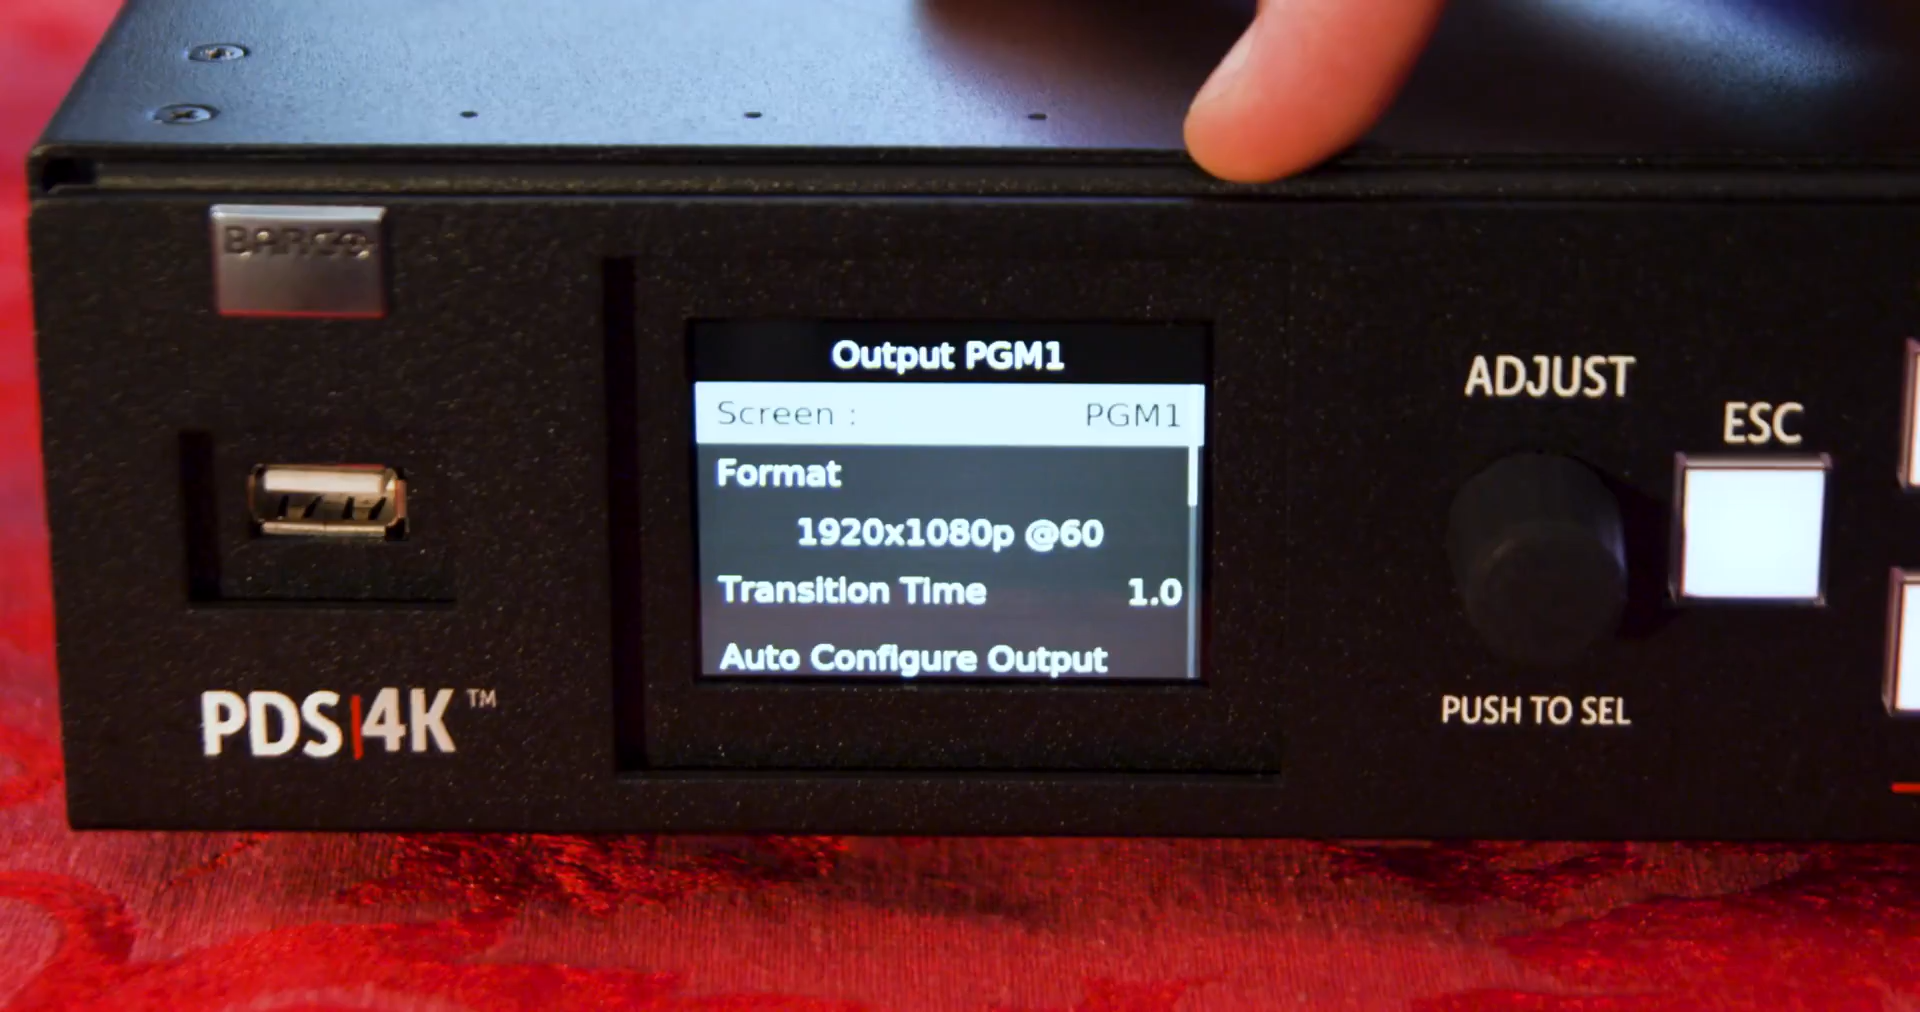 BARCO
Output PGM1
Screen : PGM1
Format
1920x1080p @60
Transition Time 1.0
Auto Configure Output
ADJUST
ESC
PUSH TO SEL
PDS|4K™